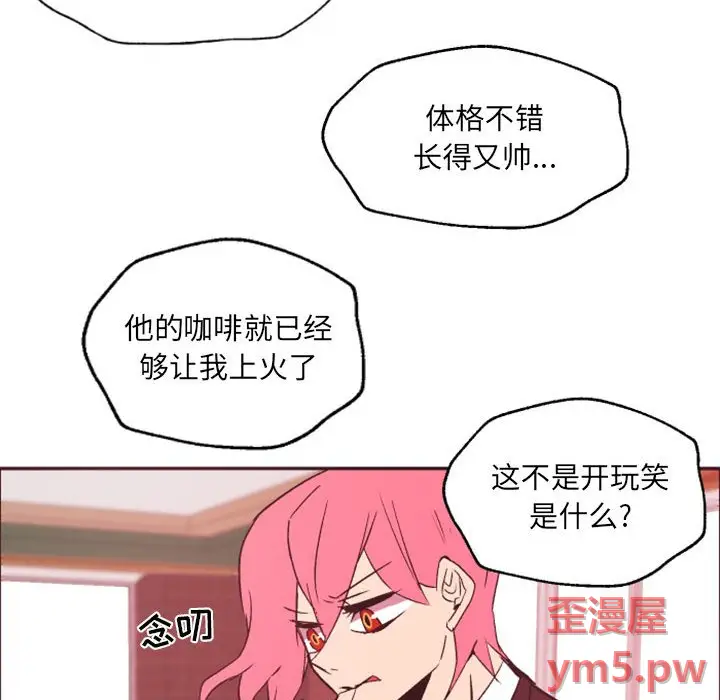 体格不错
长得又帅...
他的咖啡就已经
够让我上火了
这不是开玩笑
是什么?
念叨
歪漫屋
ym5.pw